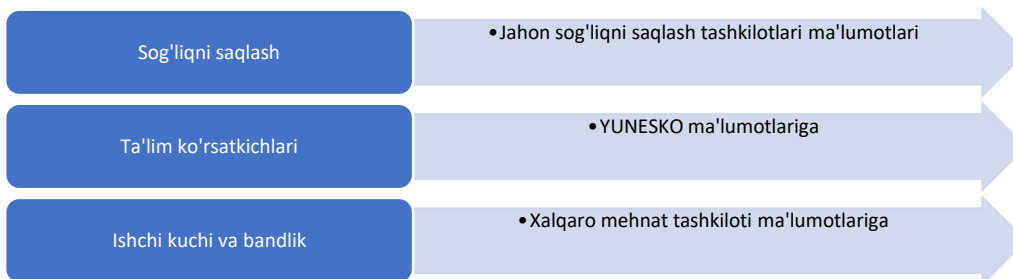 Sog'liqni saqlash
•Jahon sog'liqni saqlash tashkilotlari ma'lumotlari
Ta'lim ko'rsatkichlari
•YUNESKO ma'lumotlariga
Ishchi kuchi va bandlik
•Xalqaro mehnat tashkiloti ma'lumotlariga